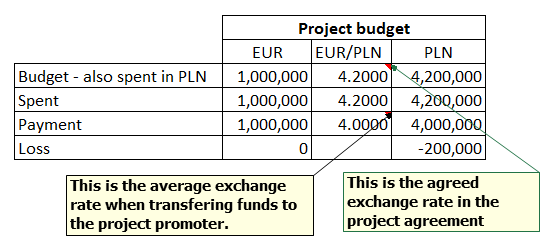 Project budget
EUR EUR/PLN PLN
Budget - also spent in PLN 1,000,000 4.2000 4,200,000
Spent 1,000,000 4.2000 4,200,000
Payment 1,000,000 4.0000 4,000,000
Loss 0 -200,000
This is the average exchange
rate when transfering funds to
the project promoter.
This is the agreed
exchange rate in the
project agreement